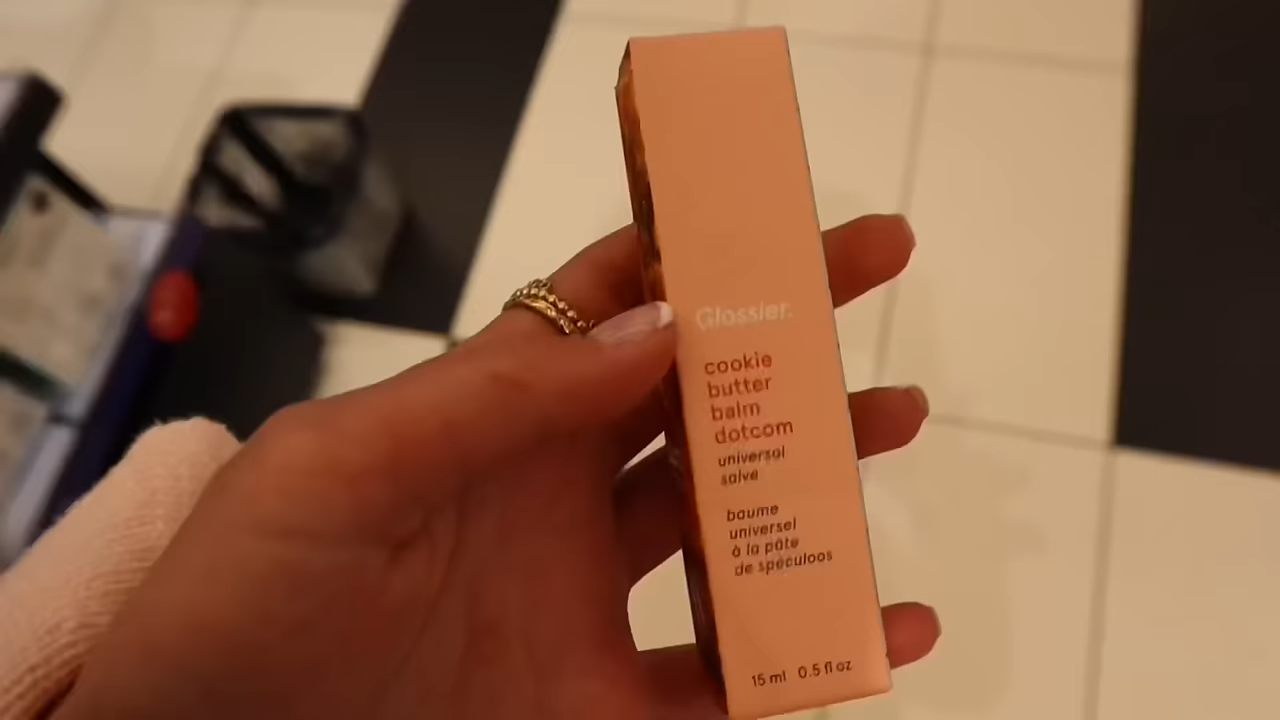 Glossier.
cookie
butter
balm
dotcom
universal
salve
baume
universel
à la pâte
de spéculoos
15 ml 0.5 fl oz